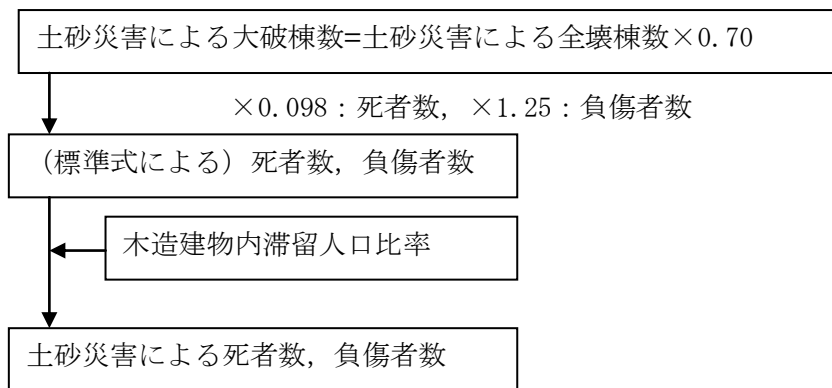 土砂災害による大破棟数=土砂災害による全壊棟数×0.70
×0.098：死者数，×1.25：負傷者数
（標準式による）死者数，負傷者数
木造建物内滞留人口比率
土砂災害による死者数，負傷者数